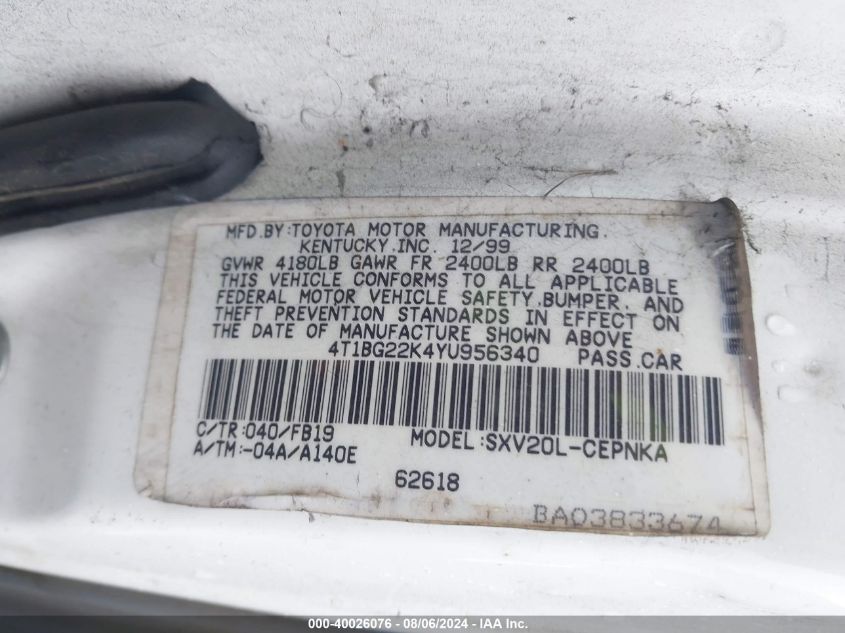 MFD.BY:TOYOTA MOTOR MANUFACTURING.
KENTUCKY.INC. 12/99
GVWR 4180LB GAWR FR 2400LB RR 2400LB
THIS VEHICLE CONFORMS TO ALL APPLICABLE
FEDERAL MOTOR VEHICLE SAFETY.BUMPER. AND
THEFT PREVENTION STANDARDS IN EFFECT ON
THE DATE OF MANUFACTURE SHOWN ABOVE
4T1BG22K4YU956340 PASS.CAR
C/TR:040/FB19 MODEL:SXV20L-CEPNKA
A/TM:-04A/A140E
62618
BA03833674
000-40026076 - 08/06/2024 - IAA Inc.